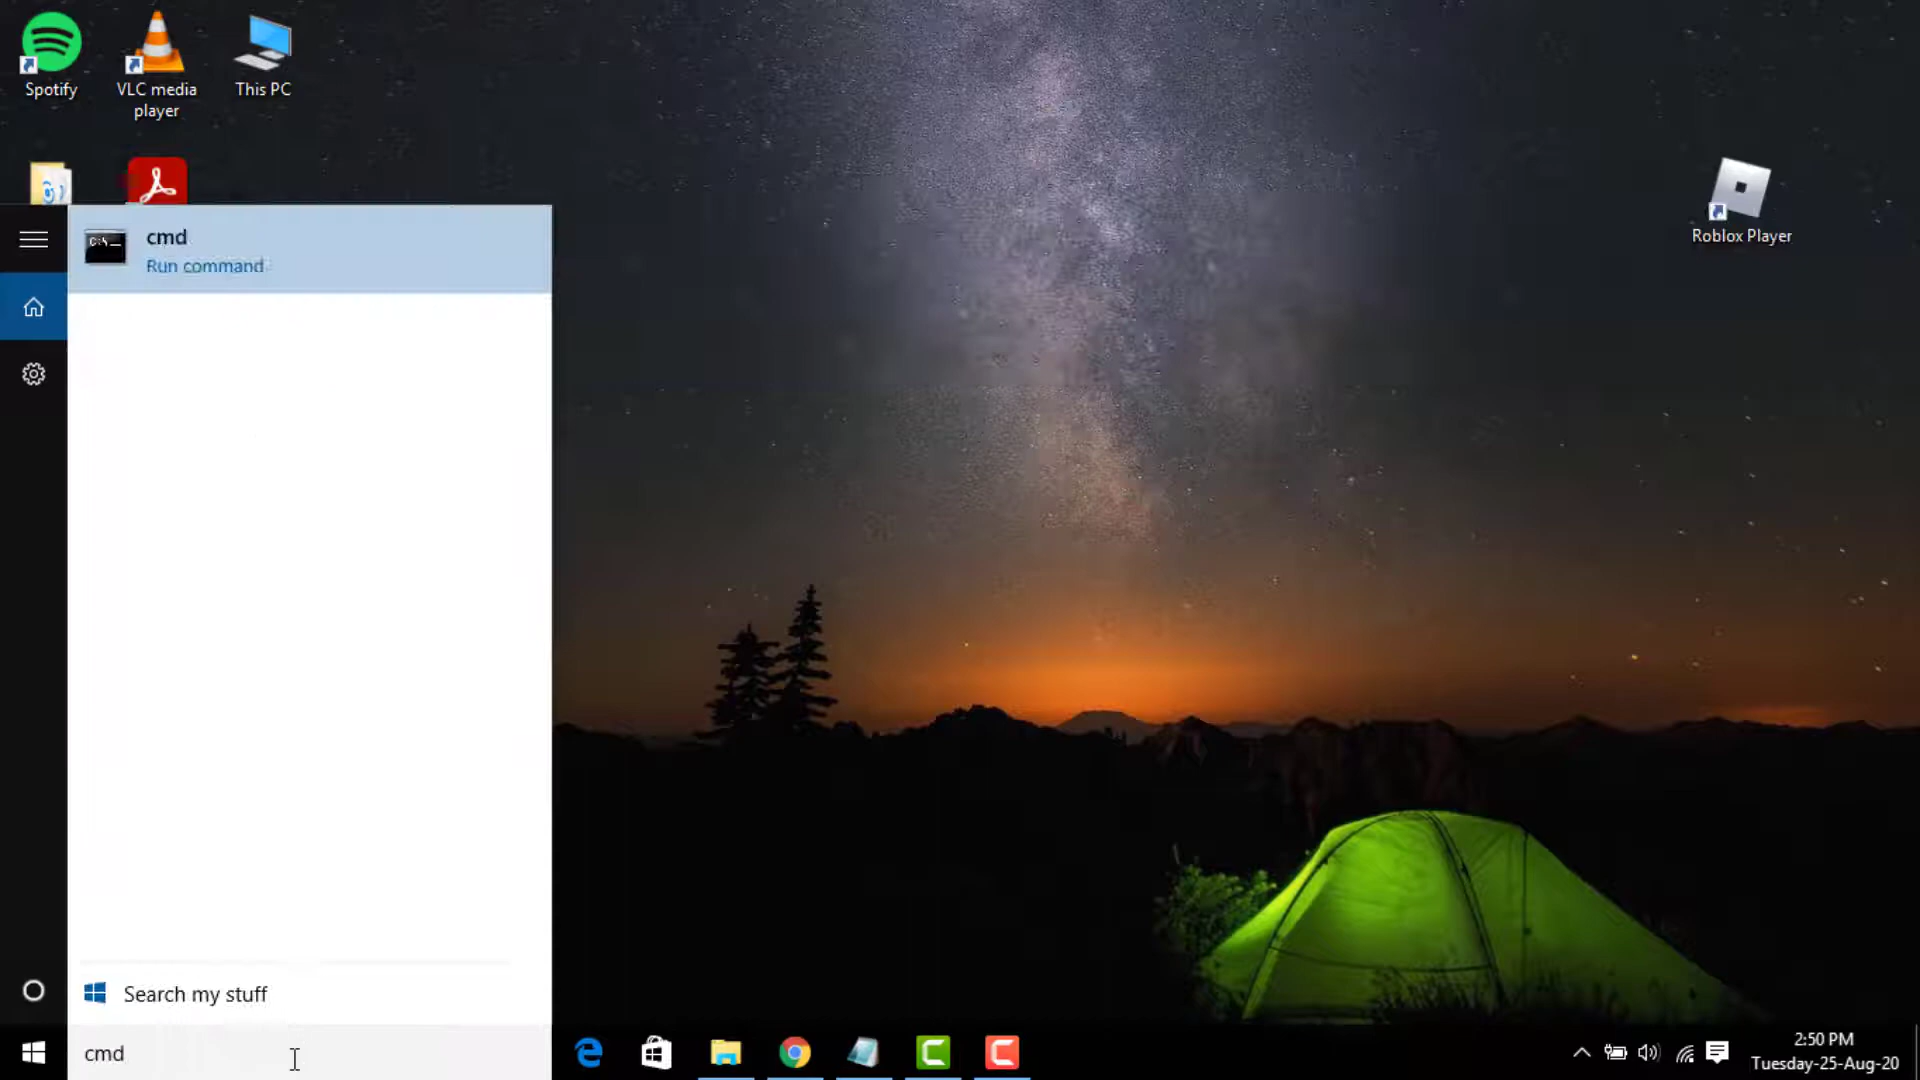 Spotify
VLC media
player
This PC
Roblox Player
C:\_
cmd
Run command
Search my stuff
cmd
2:50 PM
Tuesday-25-Aug-20